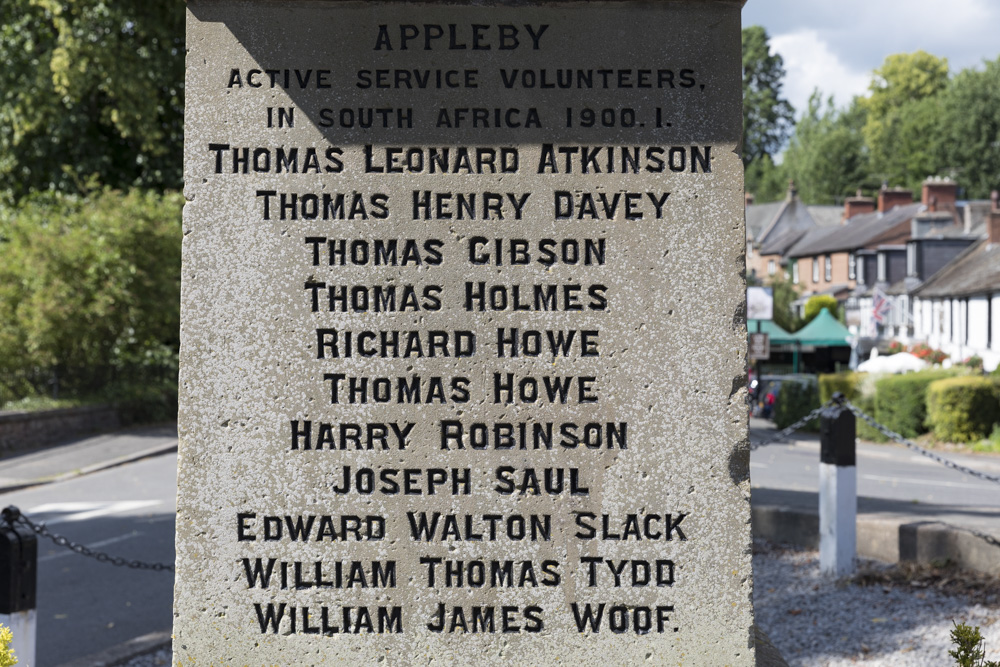 APPLEBY
ACTIVE SERVICE VOLUNTEERS,
IN SOUTH AFRICA 1900.1.
THOMAS LEONARD ATKINSON
THOMAS HENRY DAVEY
THOMAS GIBSON
THOMAS HOLMES
RICHARD HOWE
THOMAS HOWE
HARRY ROBINSON
JOSEPH SAUL
EDWARD WALTON SLACK
WILLIAM THOMAS TYDD
WILLIAM JAMES WOOF.